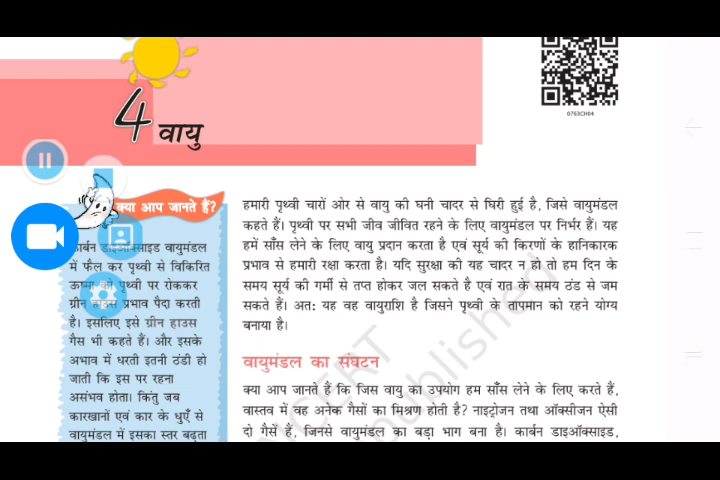 0763CH04
4 वायु
क्या आप जानते हैं?
कार्बन डाइऑक्साइड वायुमंडल
में फैल कर पृथ्वी से विकिरित
ऊष्मा को पृथ्वी पर रोककर
ग्रीन हाउस प्रभाव पैदा करती
है। इसलिए इसे ग्रीन हाउस
गैस भी कहते हैं। और इसके
अभाव में धरती इतनी ठंडी हो
जाती कि इस पर रहना
असंभव होता। किंतु जब
कारखानों एवं कार के धुएँ से
वायुमंडल में इसका स्तर बढ़ता
हमारी पृथ्वी चारों ओर से वायु की घनी चादर से घिरी हुई है, जिसे वायुमंडल
कहते हैं। पृथ्वी पर सभी जीव जीवित रहने के लिए वायुमंडल पर निर्भर हैं। यह
हमें साँस लेने के लिए वायु प्रदान करता है एवं सूर्य की किरणों के हानिकारक
प्रभाव से हमारी रक्षा करता है। यदि सुरक्षा की यह चादर न हो तो हम दिन के
समय सूर्य की गर्मी से तप्त होकर जल सकते है एवं रात के समय ठंड से जम
सकते हैं। अत: यह वह वायुराशि है जिसने पृथ्वी के तापमान को रहने योग्य
बनाया है।
वायुमंडल का संघटन
क्या आप जानते हैं कि जिस वायु का उपयोग हम साँस लेने के लिए करते हैं,
वास्तव में वह अनेक गैसों का मिश्रण होती है? नाइट्रोजन तथा ऑक्सीजन ऐसी
दो गैसें हैं, जिनसे वायुमंडल का बड़ा भाग बना है। कार्बन डाइऑक्साइड,
NCERT
published